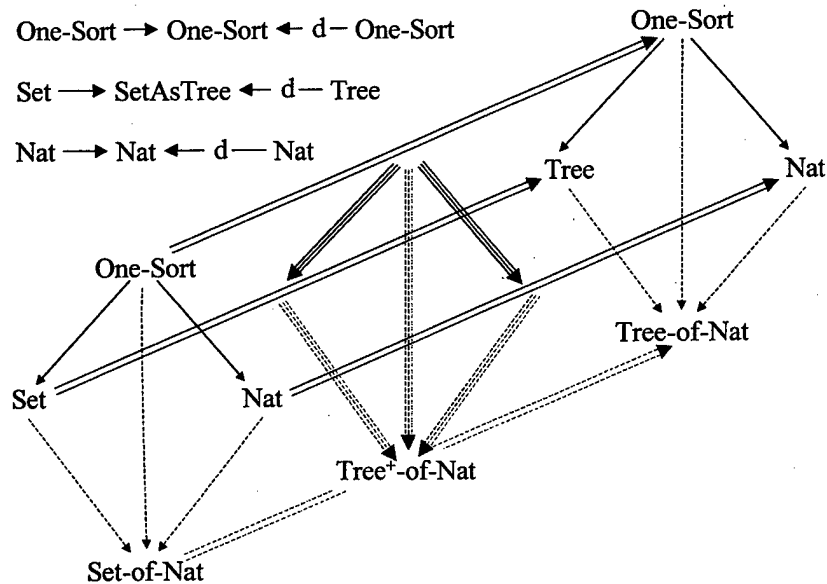 One-Sort
One-Sort → One-Sort ← d — One-Sort
Set → SetAsTree ← d — Tree
Nat → Nat ← d — Nat
Tree
Nat
One-Sort
Tree-of-Nat
Set
Nat
Tree⁺-of-Nat
Set-of-Nat